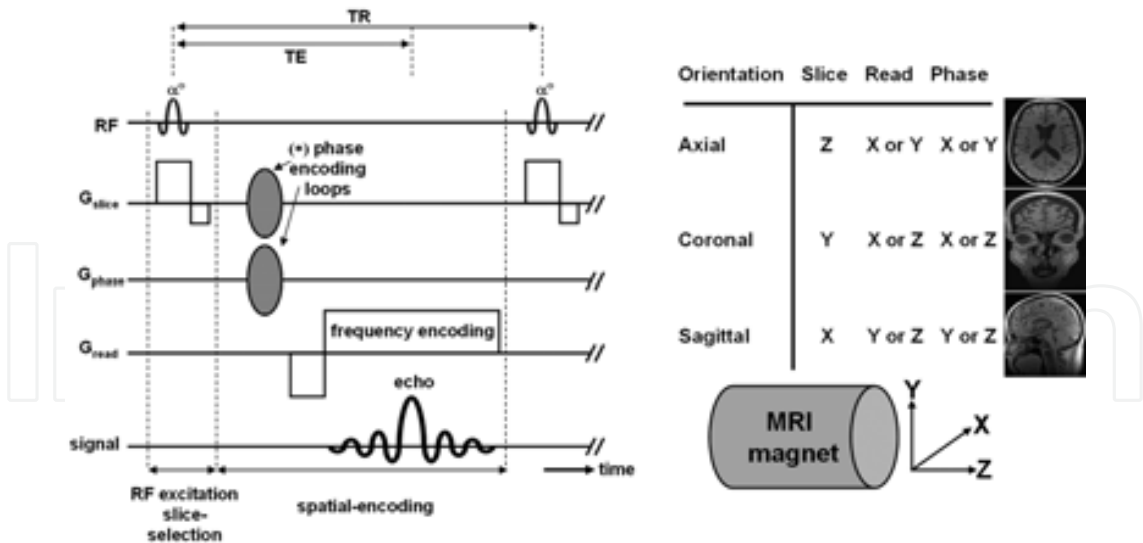 TR
TE
α°
α°
RF
(*) phase
encoding
loops
Gslice
Gphase
frequency encoding
Gread
echo
signal
time
RF excitation
slice-
selection
spatial-encoding
Orientation Slice Read Phase
Axial Z X or Y X or Y
Coronal Y X or Z X or Z
Sagittal X Y or Z Y or Z
MRI
magnet
Y
X
Z